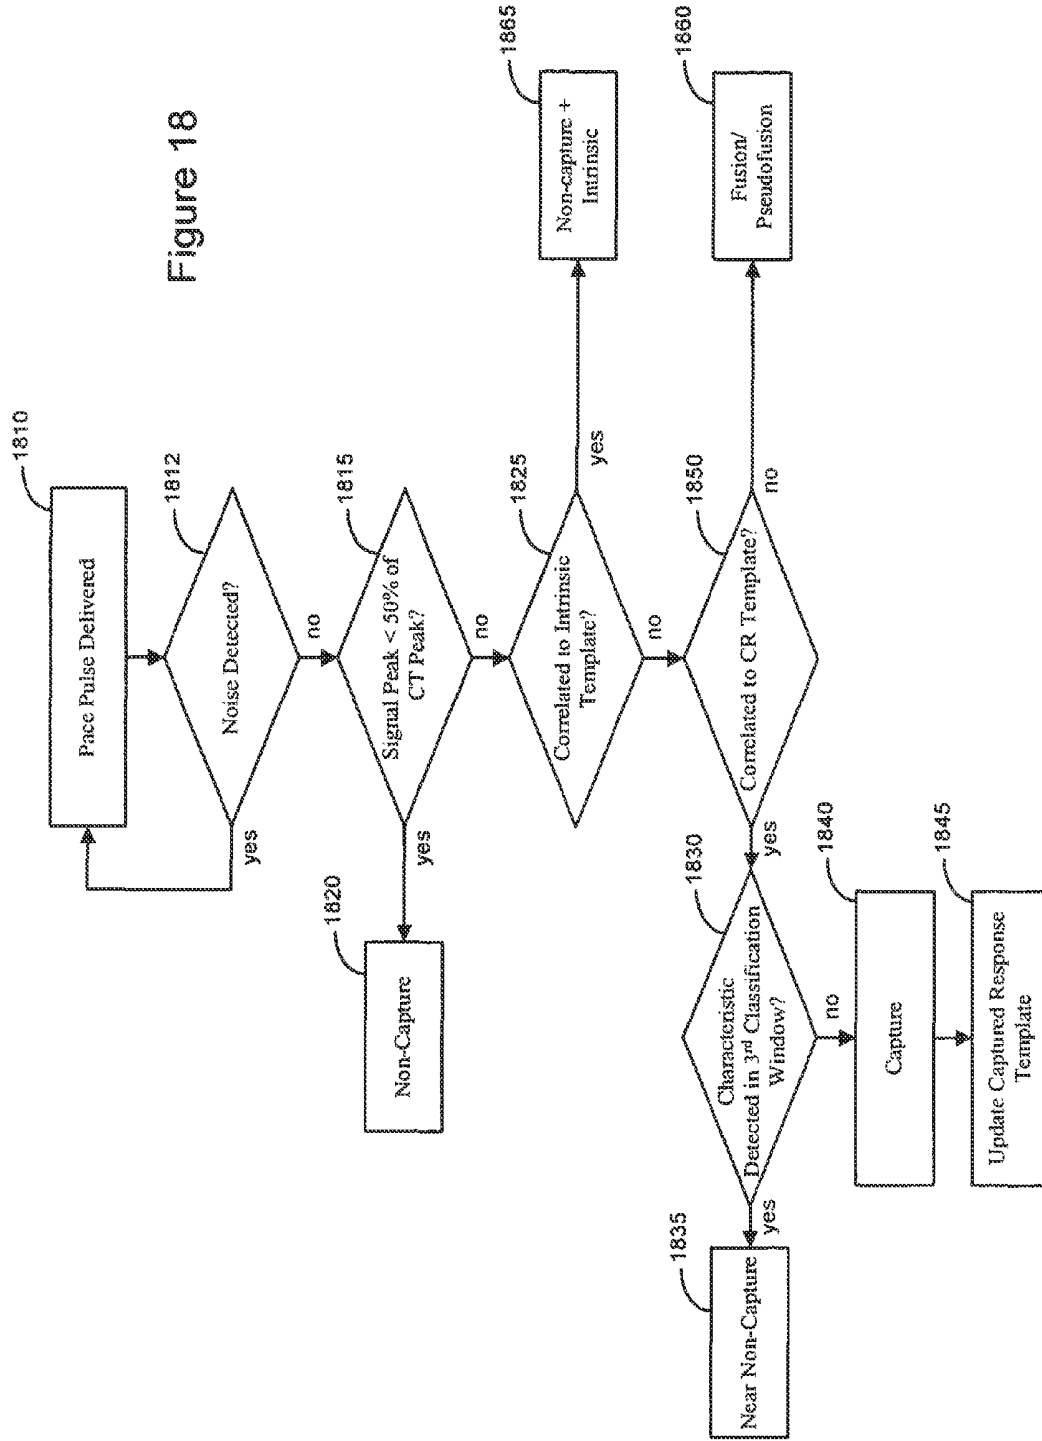 Figure 18
1810
Pace Pulse Delivered
1812
Noise Detected?
yes
no
1815
Signal Peak < 50% of
CT Peak?
yes
no
1820
Non-Capture
1825
Correlated to Intrinsic
Template?
yes
no
1865
Non-capture +
Intrinsic
1850
Correlated to CR Template?
yes
no
1860
Fusion/
Pseudofusion
1830
Characteristic
Detected in 3rd Classification
Window?
yes
no
1835
Near Non-Capture
1840
Capture
1845
Update Captured Response
Template